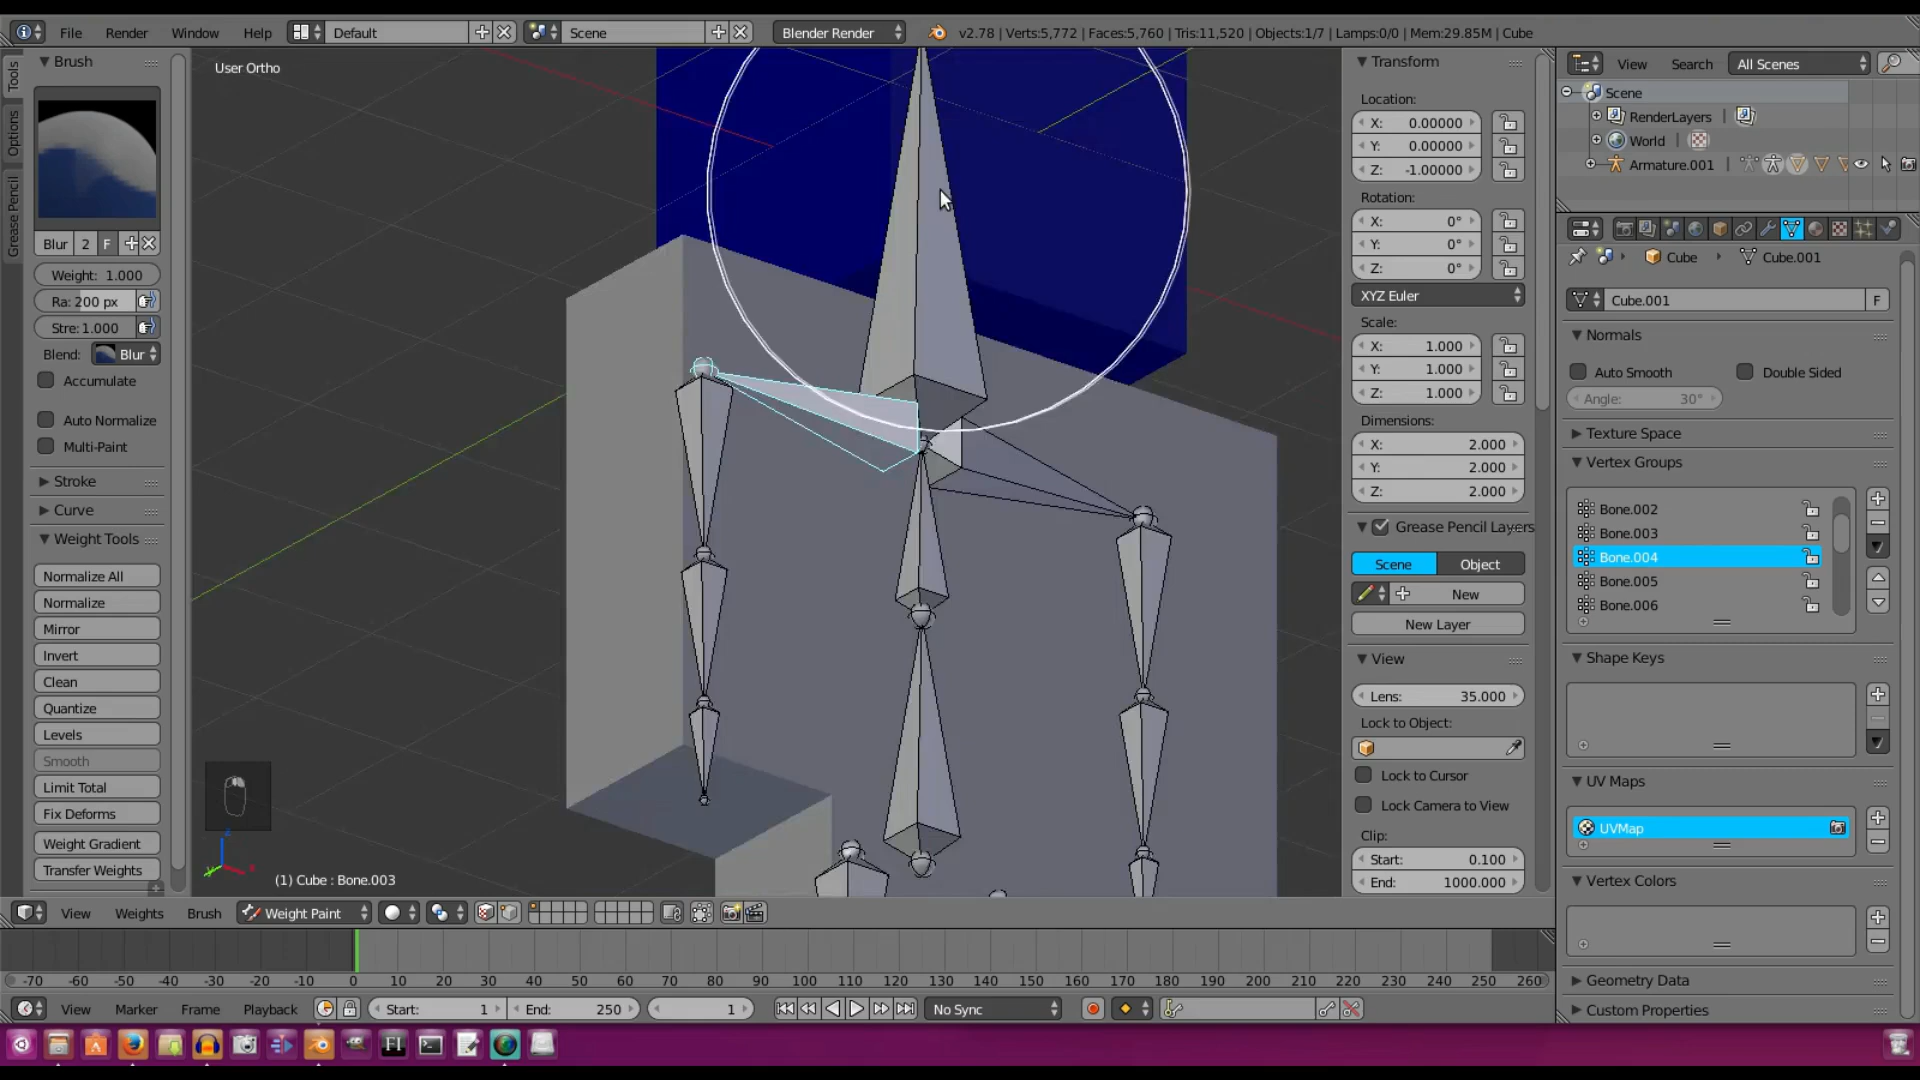 File Render Window Help Default Scene Blender Render v2.78 | Verts:5,772 | Faces:5,760 | Tris:11,520 | Objects:1/7 | Lamps:0/0 | Mem:29.85M | Cube
Tools
Options
Grease Pencil
Brush
Blur 2 F
Weight: 1.000
Ra: 200 px
Stre: 1.000
Blend: Blur
Accumulate
Auto Normalize
Multi-Paint
Stroke
Curve
Weight Tools
Normalize All
Normalize
Mirror
Invert
Clean
Quantize
Levels
Smooth
Limit Total
Fix Deforms
Weight Gradient
Transfer Weights
User Ortho
(1) Cube : Bone.003
Transform
Location:
X: 0.00000
Y: 0.00000
Z: -1.00000
Rotation:
X: 0°
Y: 0°
Z: 0°
XYZ Euler
Scale:
X: 1.000
Y: 1.000
Z: 1.000
Dimensions:
X: 2.000
Y: 2.000
Z: 2.000
Grease Pencil Layers
Scene Object
New
New Layer
View
Lens: 35.000
Lock to Object:
Lock to Cursor
Lock Camera to View
Clip:
Start: 0.100
End: 1000.000
View Search All Scenes
Scene
RenderLayers
World
Armature.001
Cube Cube.001
Cube.001 F
Normals
Auto Smooth Double Sided
Angle: 30°
Texture Space
Vertex Groups
Bone.002
Bone.003
Bone.004
Bone.005
Bone.006
Shape Keys
UV Maps
UVMap
Vertex Colors
Geometry Data
Custom Properties
View Weights Brush Weight Paint
-70 -60 -50 -40 -30 -20 -10 0 10 20 30 40 50 60 70 80 90 100 110 120 130 140 150 160 170 180 190 200 210 220 230 240 250 260
View Marker Frame Playback Start: 1 End: 250 1 No Sync